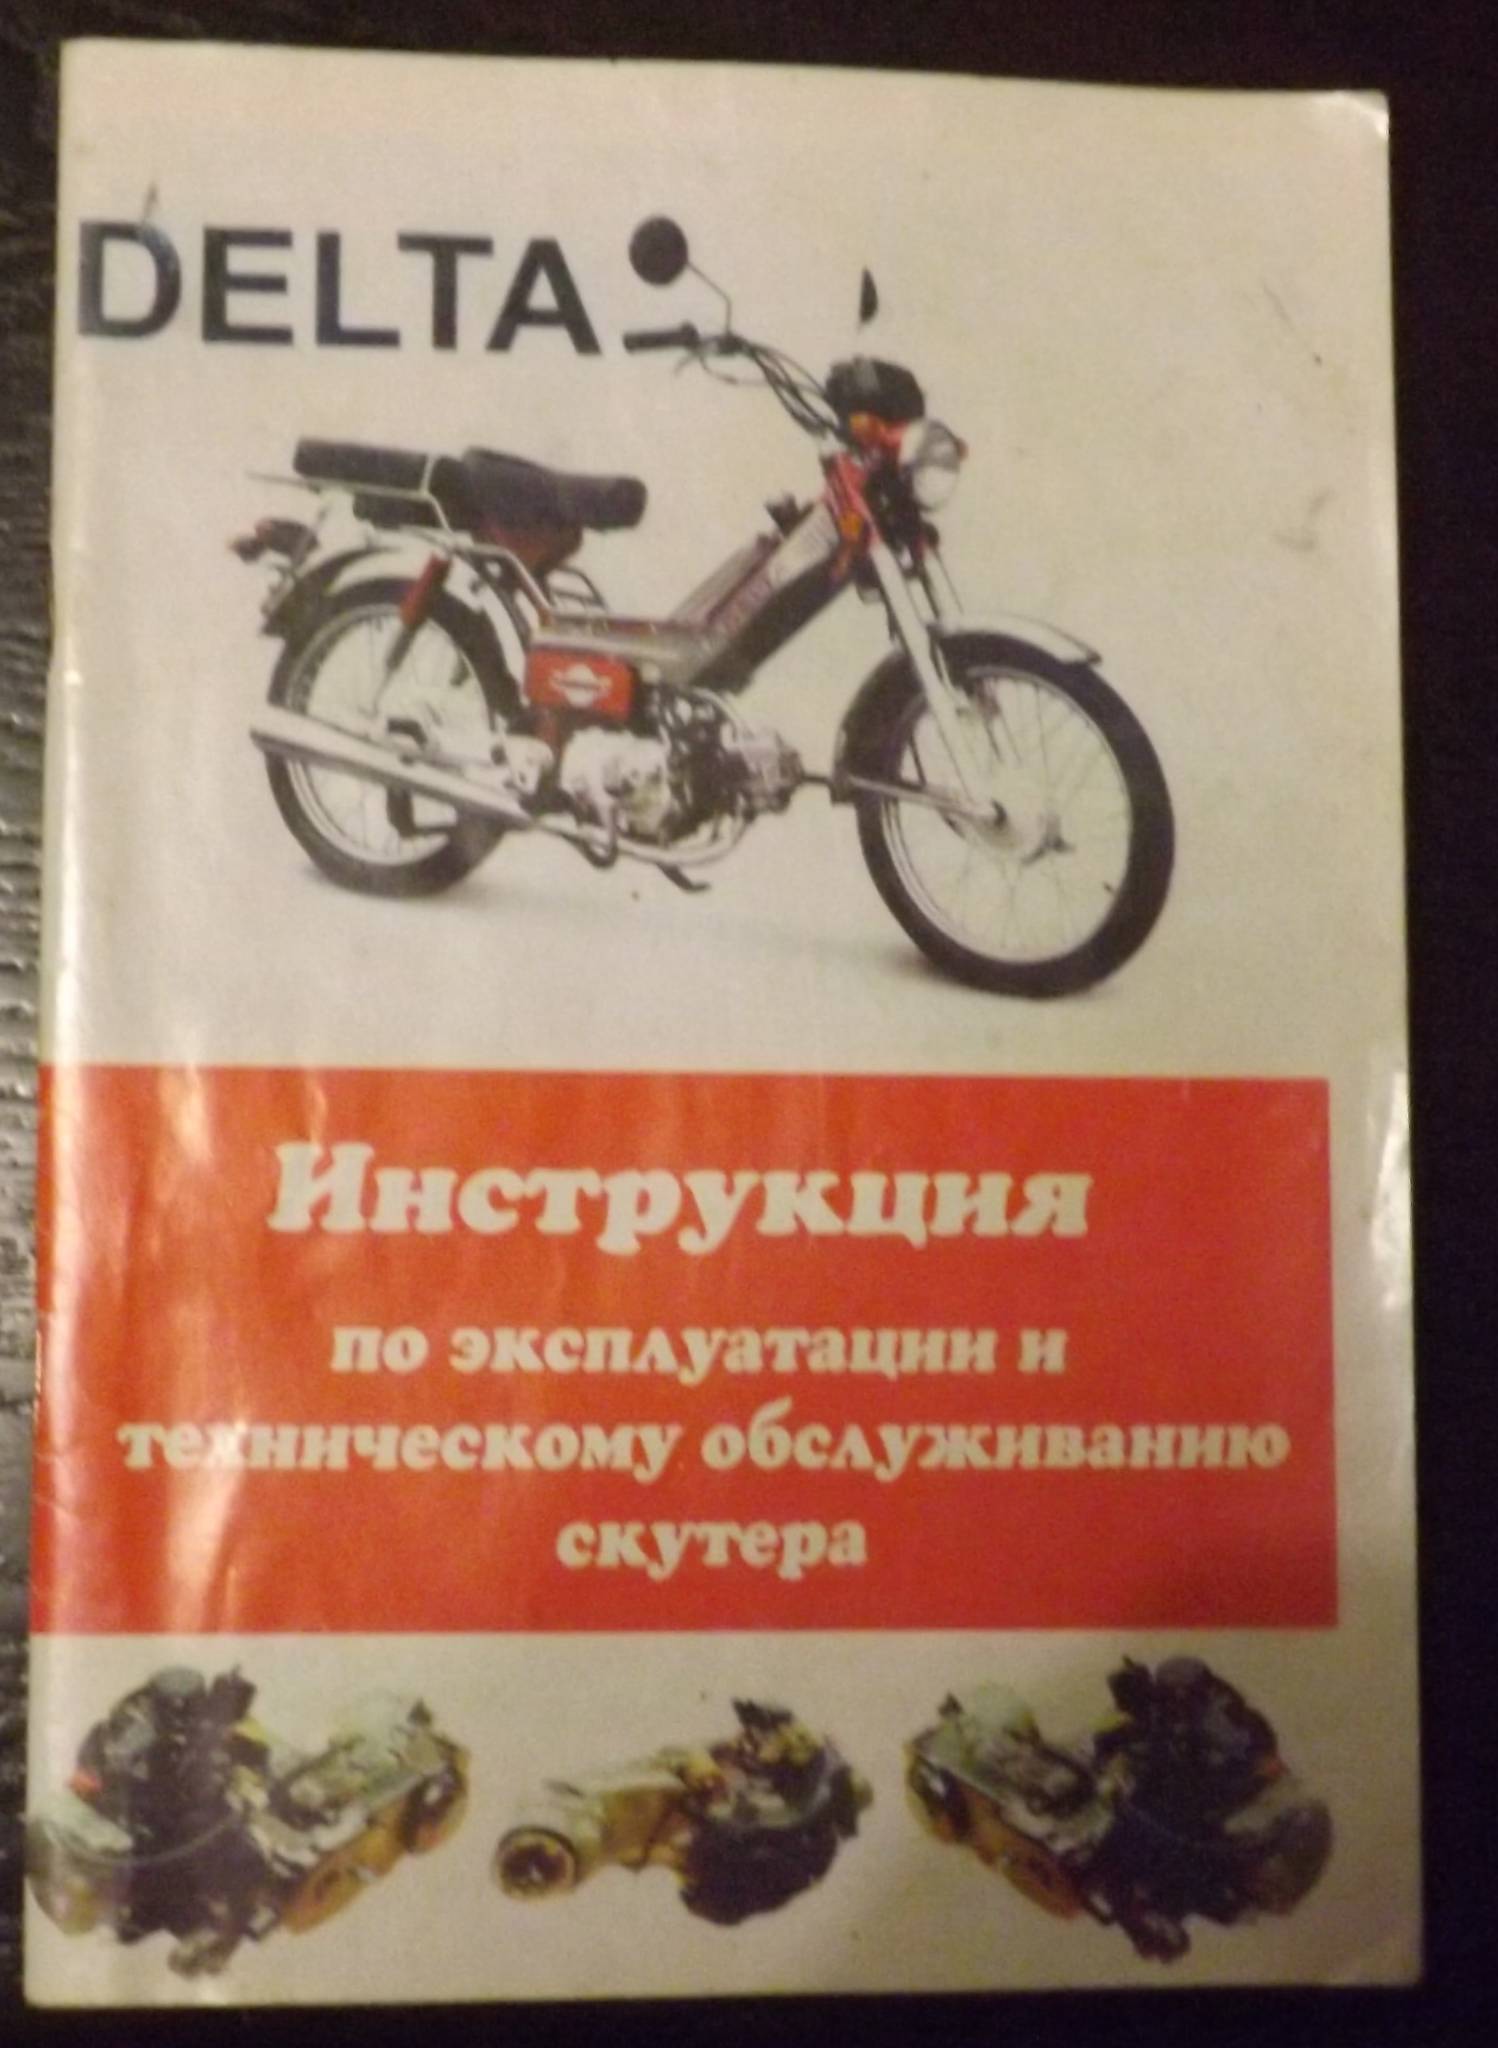 DELTA
Инструкция
по эксплуатации и
техническому обслуживанию
скутера